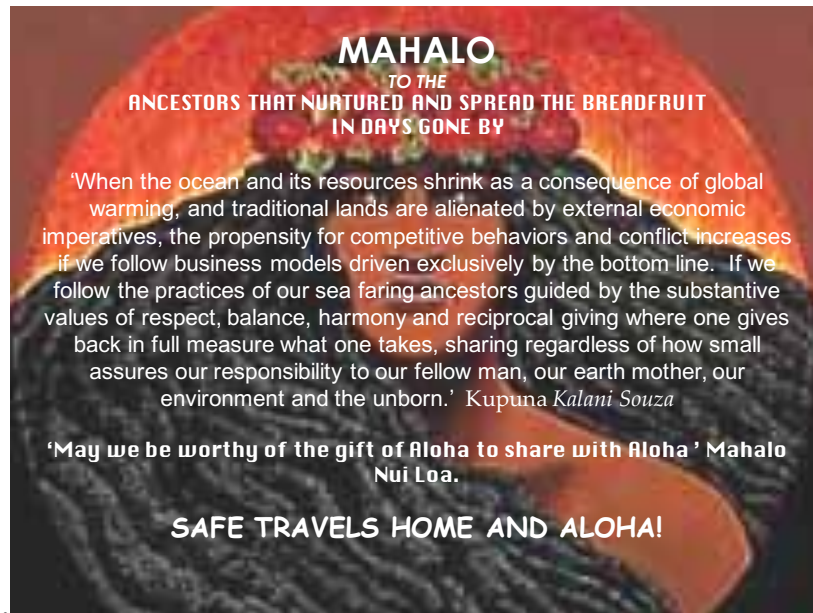 MAHALO
TO THE
ANCESTORS THAT NURTURED AND SPREAD THE BREADFRUIT
IN DAYS GONE BY
‘When the ocean and its resources shrink as a consequence of global
warming, and traditional lands are alienated by external economic
imperatives, the propensity for competitive behaviors and conflict increases
if we follow business models driven exclusively by the bottom line.  If we
follow the practices of our sea faring ancestors guided by the substantive
values of respect, balance, harmony and reciprocal giving where one gives
back in full measure what one takes, sharing regardless of how small
assures our responsibility to our fellow man, our earth mother, our
environment and the unborn.’  Kupuna Kalani Souza
‘May we be worthy of the gift of Aloha to share with Aloha ’ Mahalo
Nui Loa.
SAFE TRAVELS HOME AND ALOHA!